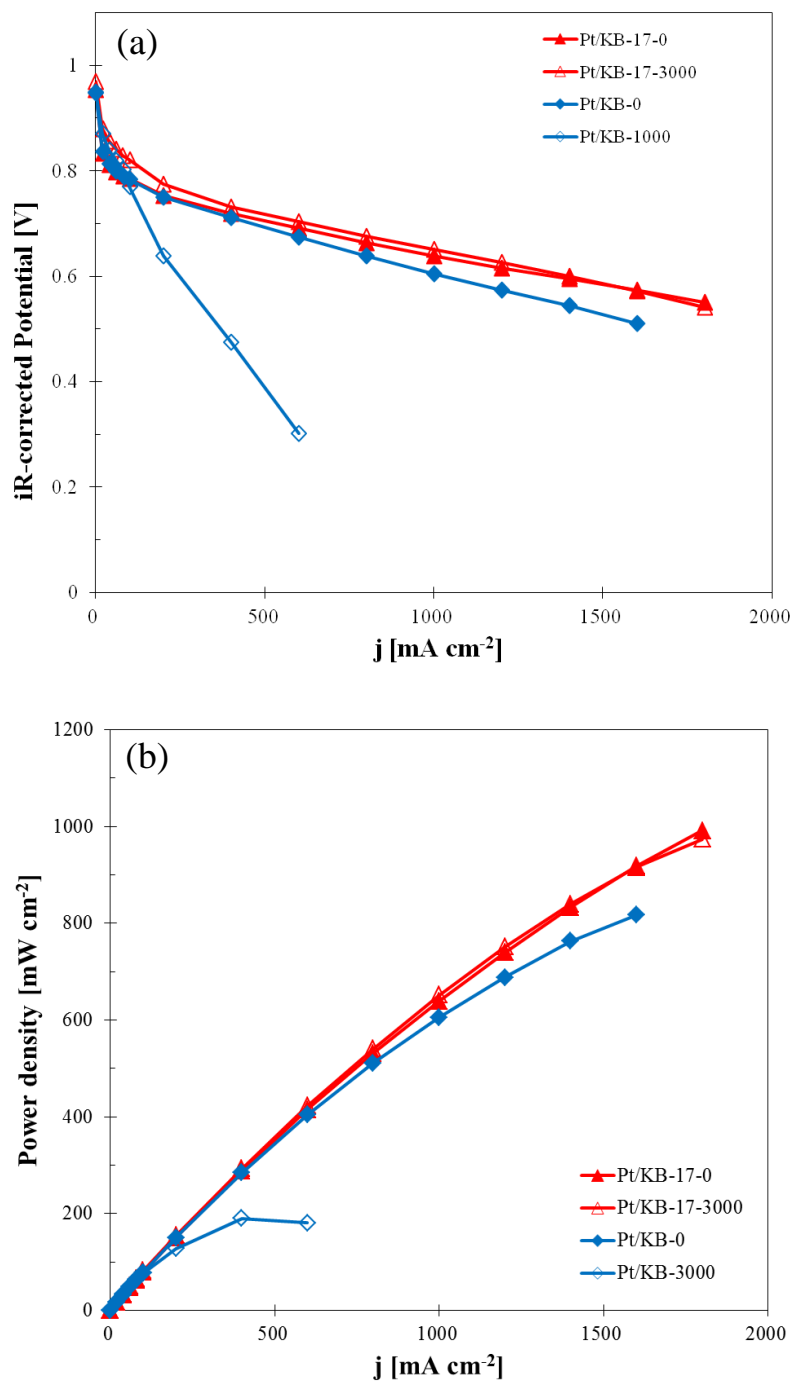 (a)
Pt/KB-17-0
Pt/KB-17-3000
Pt/KB-0
Pt/KB-1000
1
0.8
0.6
0.4
0.2
0
iR-corrected Potential [V]
0 500 1000 1500 2000
j [mA cm-2]
(b)
1200
1000
800
600
400
200
0
Power density [mW cm-2]
Pt/KB-17-0
Pt/KB-17-3000
Pt/KB-0
Pt/KB-3000
0 500 1000 1500 2000
j [mA cm-2]